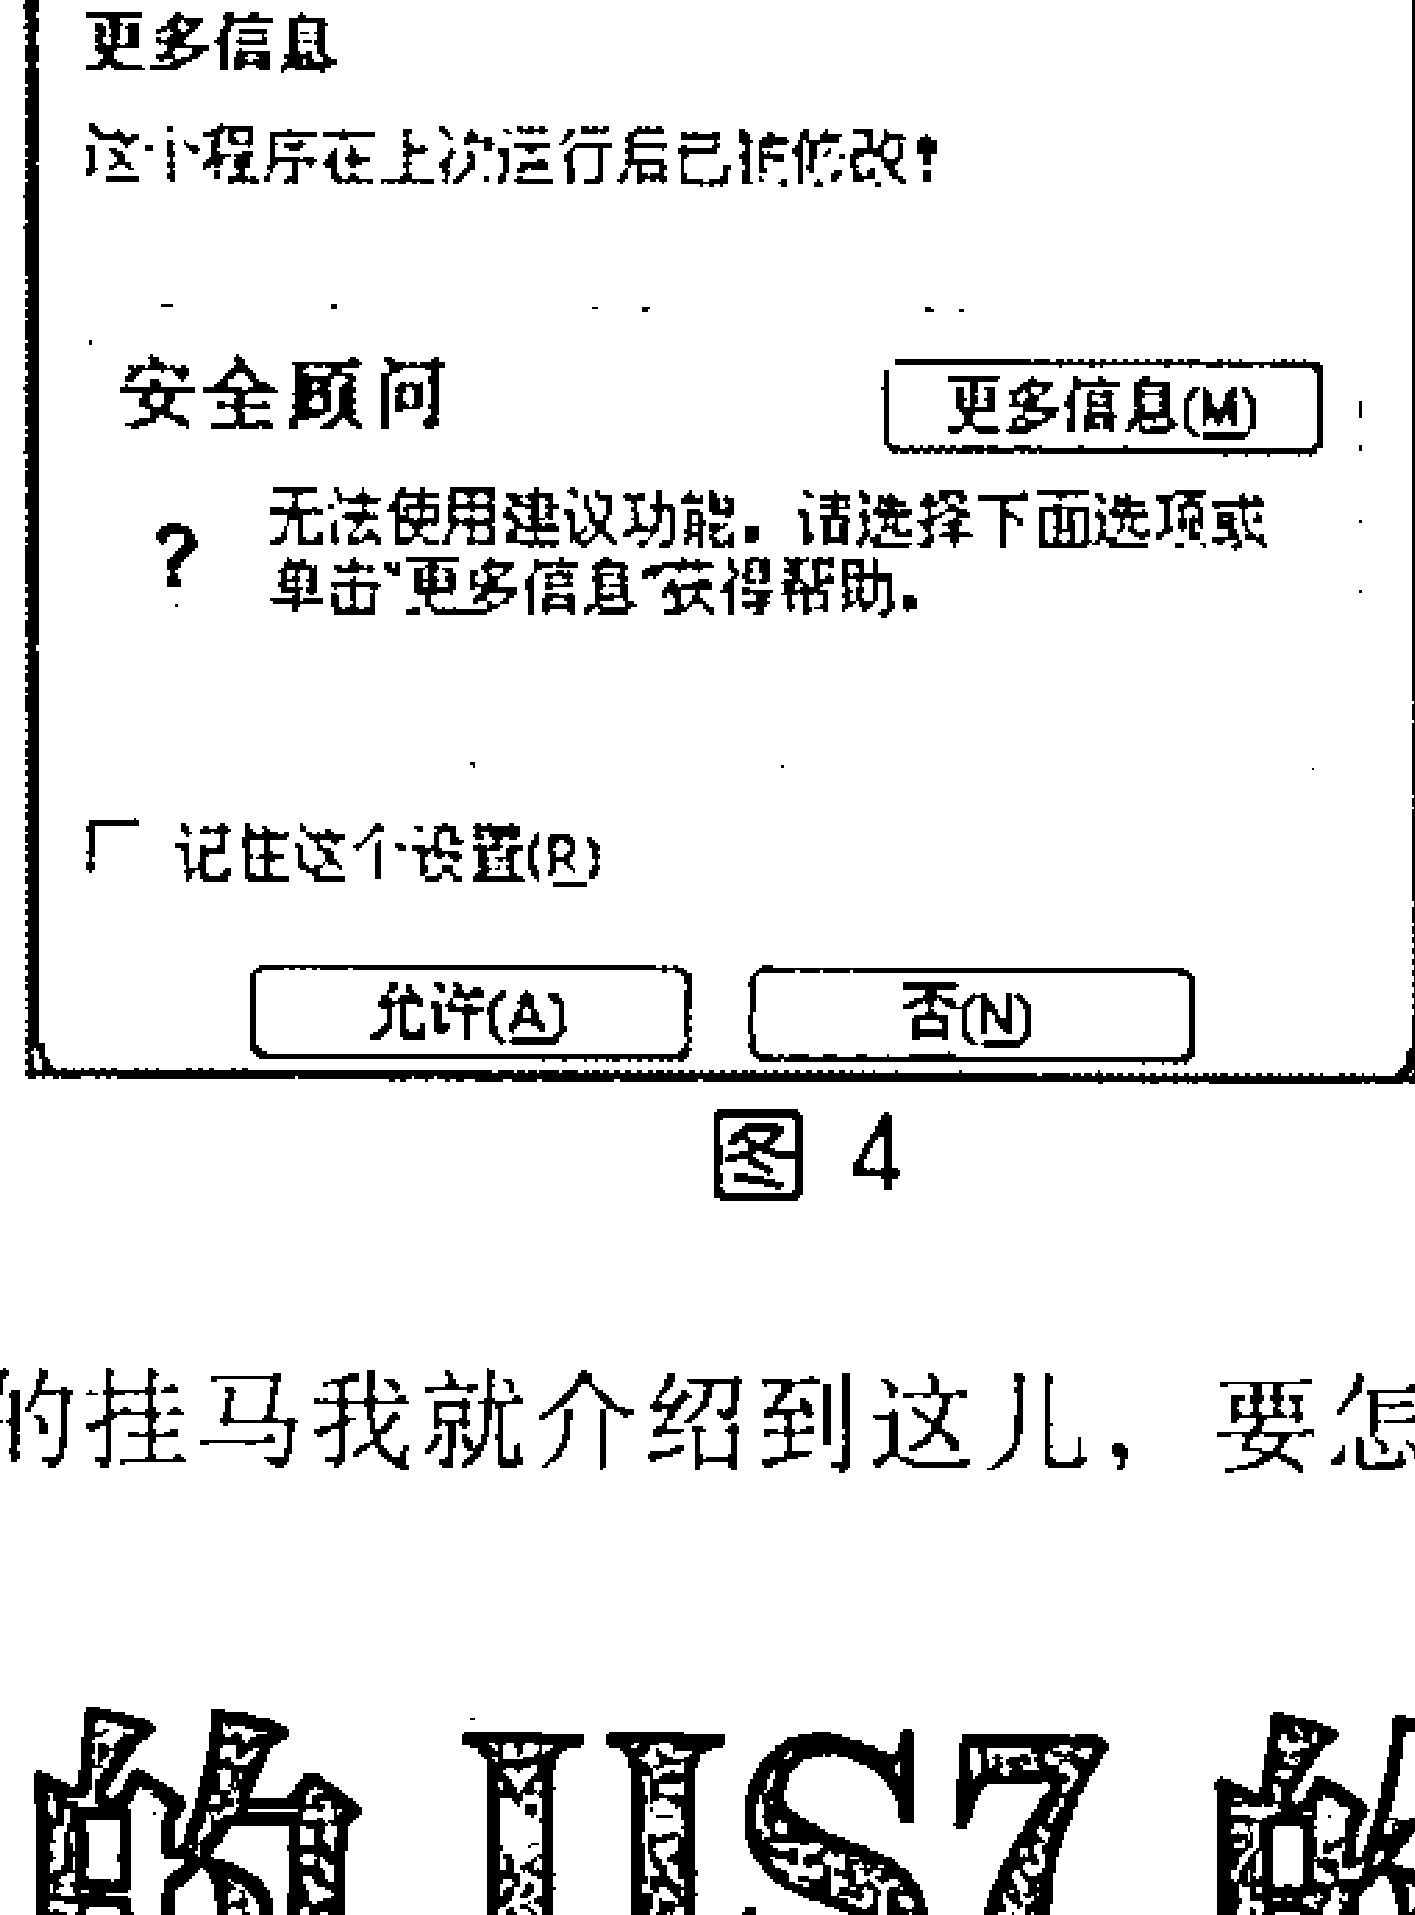 更多信息
这个程序在上次运行后已被修改!
安全顾问
更多信息(M)
?
无法使用建议功能。请选择下面选项或
单击"更多信息"获得帮助。
记住这个设置(R)
允许(A)
否(N)
图 4
的挂马我就介绍到这儿，要怎
的 IIS7 的